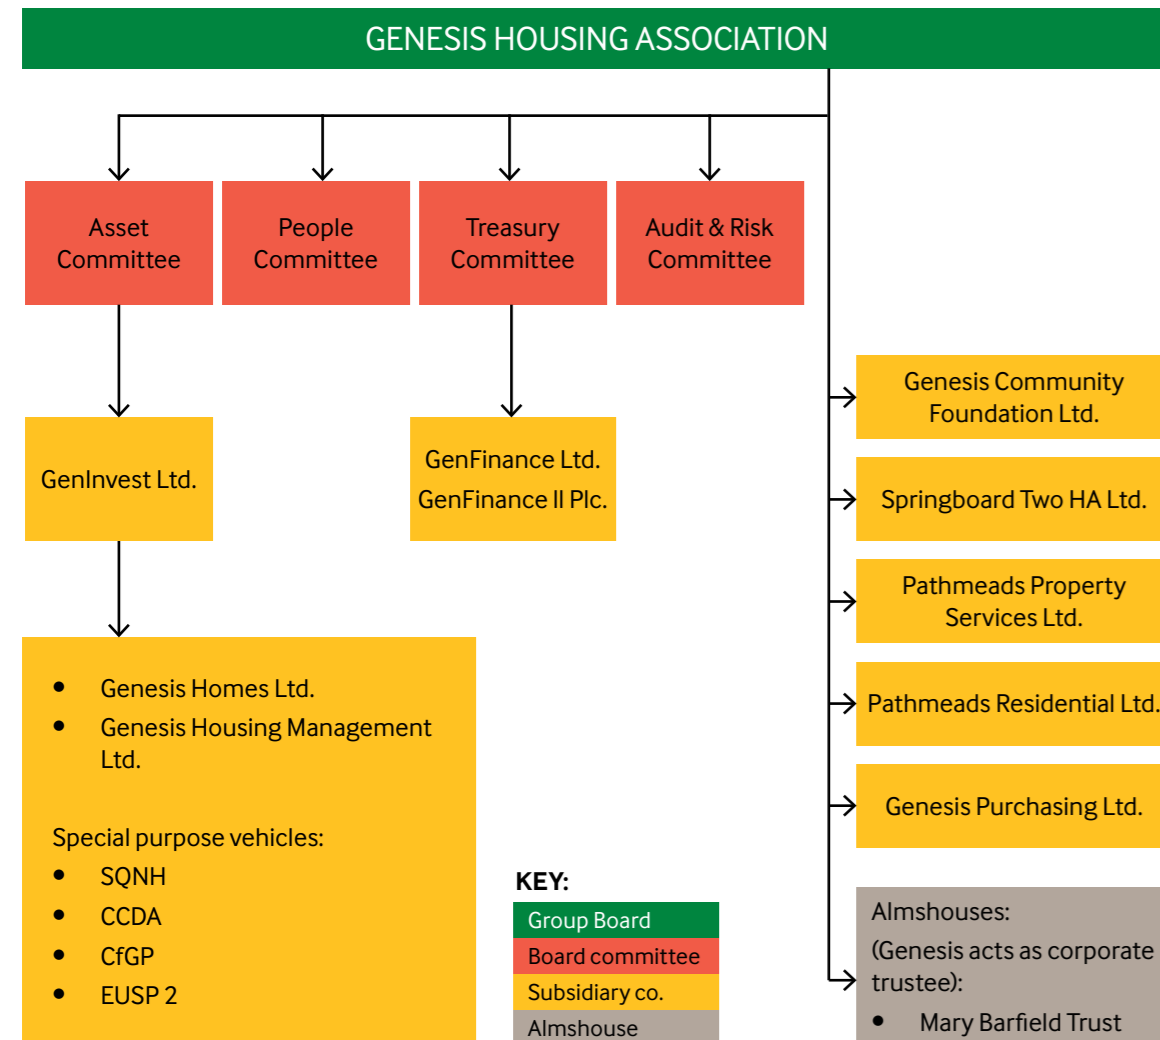 GENESIS HOUSING ASSOCIATION
Asset
Committee
People
Committee
Treasury
Committee
Audit & Risk
Committee
GenInvest Ltd.
GenFinance Ltd.
GenFinance II Plc.
Genesis Community
Foundation Ltd.
Springboard Two HA Ltd.
Pathmeads Property
Services Ltd.
Pathmeads Residential Ltd.
Genesis Purchasing Ltd.
• Genesis Homes Ltd.
• Genesis Housing Management
Ltd.
Special purpose vehicles:
• SQNH
• CCDA
• CfGP
• EUSP 2
KEY:
Group Board
Board committee
Subsidiary co.
Almshouse
Almshouses:
(Genesis acts as corporate
trustee):
• Mary Barfield Trust